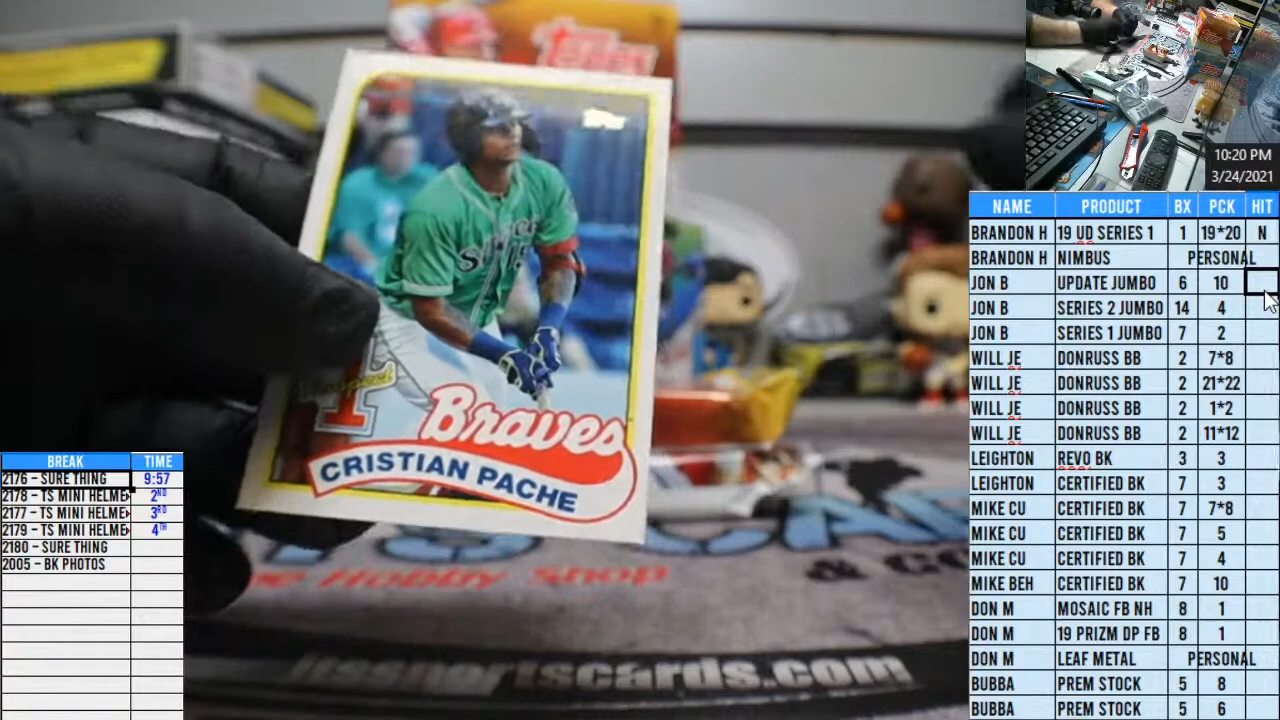 topps
topps
Stripers
19
Topped
Braves
CRISTIAN PACHE
& CO
The Hobby Shop
sportscards.com
BREAK TIME
2176 – SURE THING 9:57
2178 – TS MINI HELME 2ND
2177 – TS MINI HELME 3RD
2179 – TS MINI HELME 4TH
2180 – SURE THING
2005 – BK PHOTOS
10:20 PM
3/24/2021
NAME PRODUCT BX PCK HIT
BRANDON H 19 UD SERIES 1 1 19*20 N
BRANDON H NIMBUS PERSONAL
JON B UPDATE JUMBO 6 10
JON B SERIES 2 JUMBO 14 4
JON B SERIES 1 JUMBO 7 2
WILL JE DONRUSS BB 2 7*8
WILL JE DONRUSS BB 2 21*22
WILL JE DONRUSS BB 2 1*2
WILL JE DONRUSS BB 2 11*12
LEIGHTON REVO BK 3 3
LEIGHTON CERTIFIED BK 7 3
MIKE CU CERTIFIED BK 7 7*8
MIKE CU CERTIFIED BK 7 5
MIKE CU CERTIFIED BK 7 4
MIKE BEH CERTIFIED BK 7 10
DON M MOSAIC FB NH 8 1
DON M 19 PRIZM DP FB 8 1
DON M LEAF METAL PERSONAL
BUBBA PREM STOCK 5 8
BUBBA PREM STOCK 5 6